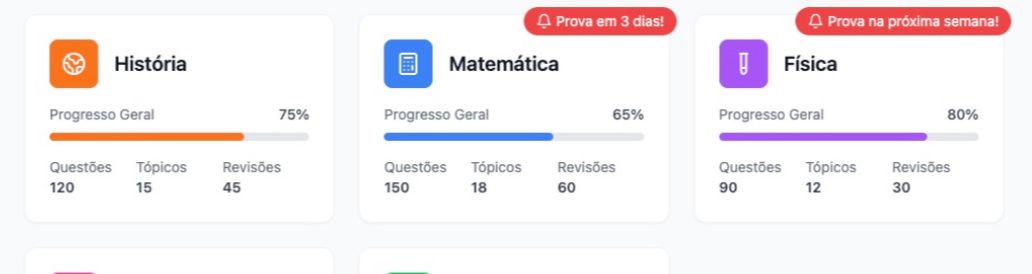 História
Progresso Geral 75%
Questões Tópicos Revisões
120 15 45
Prova em 3 dias!
Matemática
Progresso Geral 65%
Questões Tópicos Revisões
150 18 60
Prova na próxima semana!
Física
Progresso Geral 80%
Questões Tópicos Revisões
90 12 30